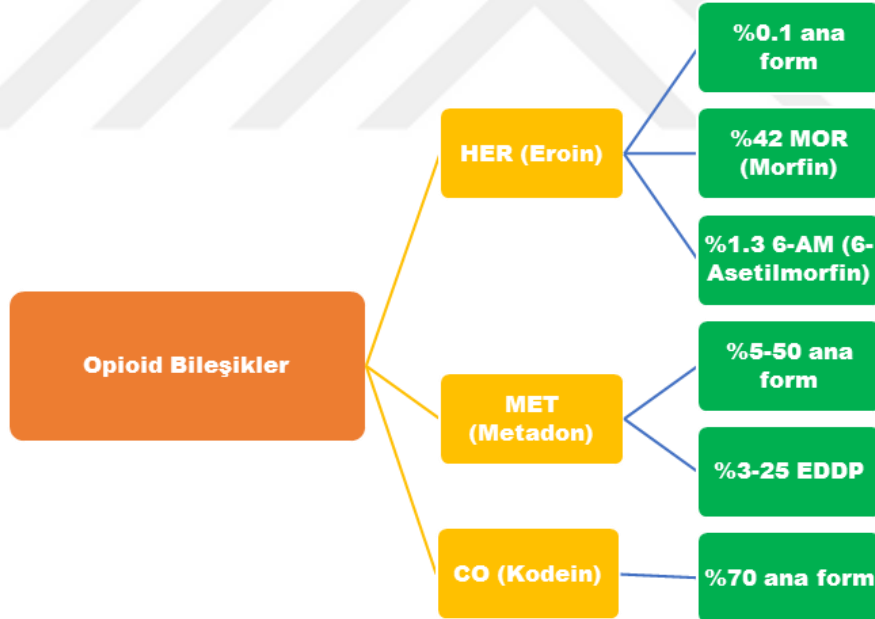 %0.1 ana
form
HER (Eroin)
%42 MOR
(Morfin)
%1.3 6-AM (6-
Asetilmorfin)
Opioid Bileşikler
MET
(Metadon)
%5-50 ana
form
%3-25 EDDP
CO (Kodein)
%70 ana form